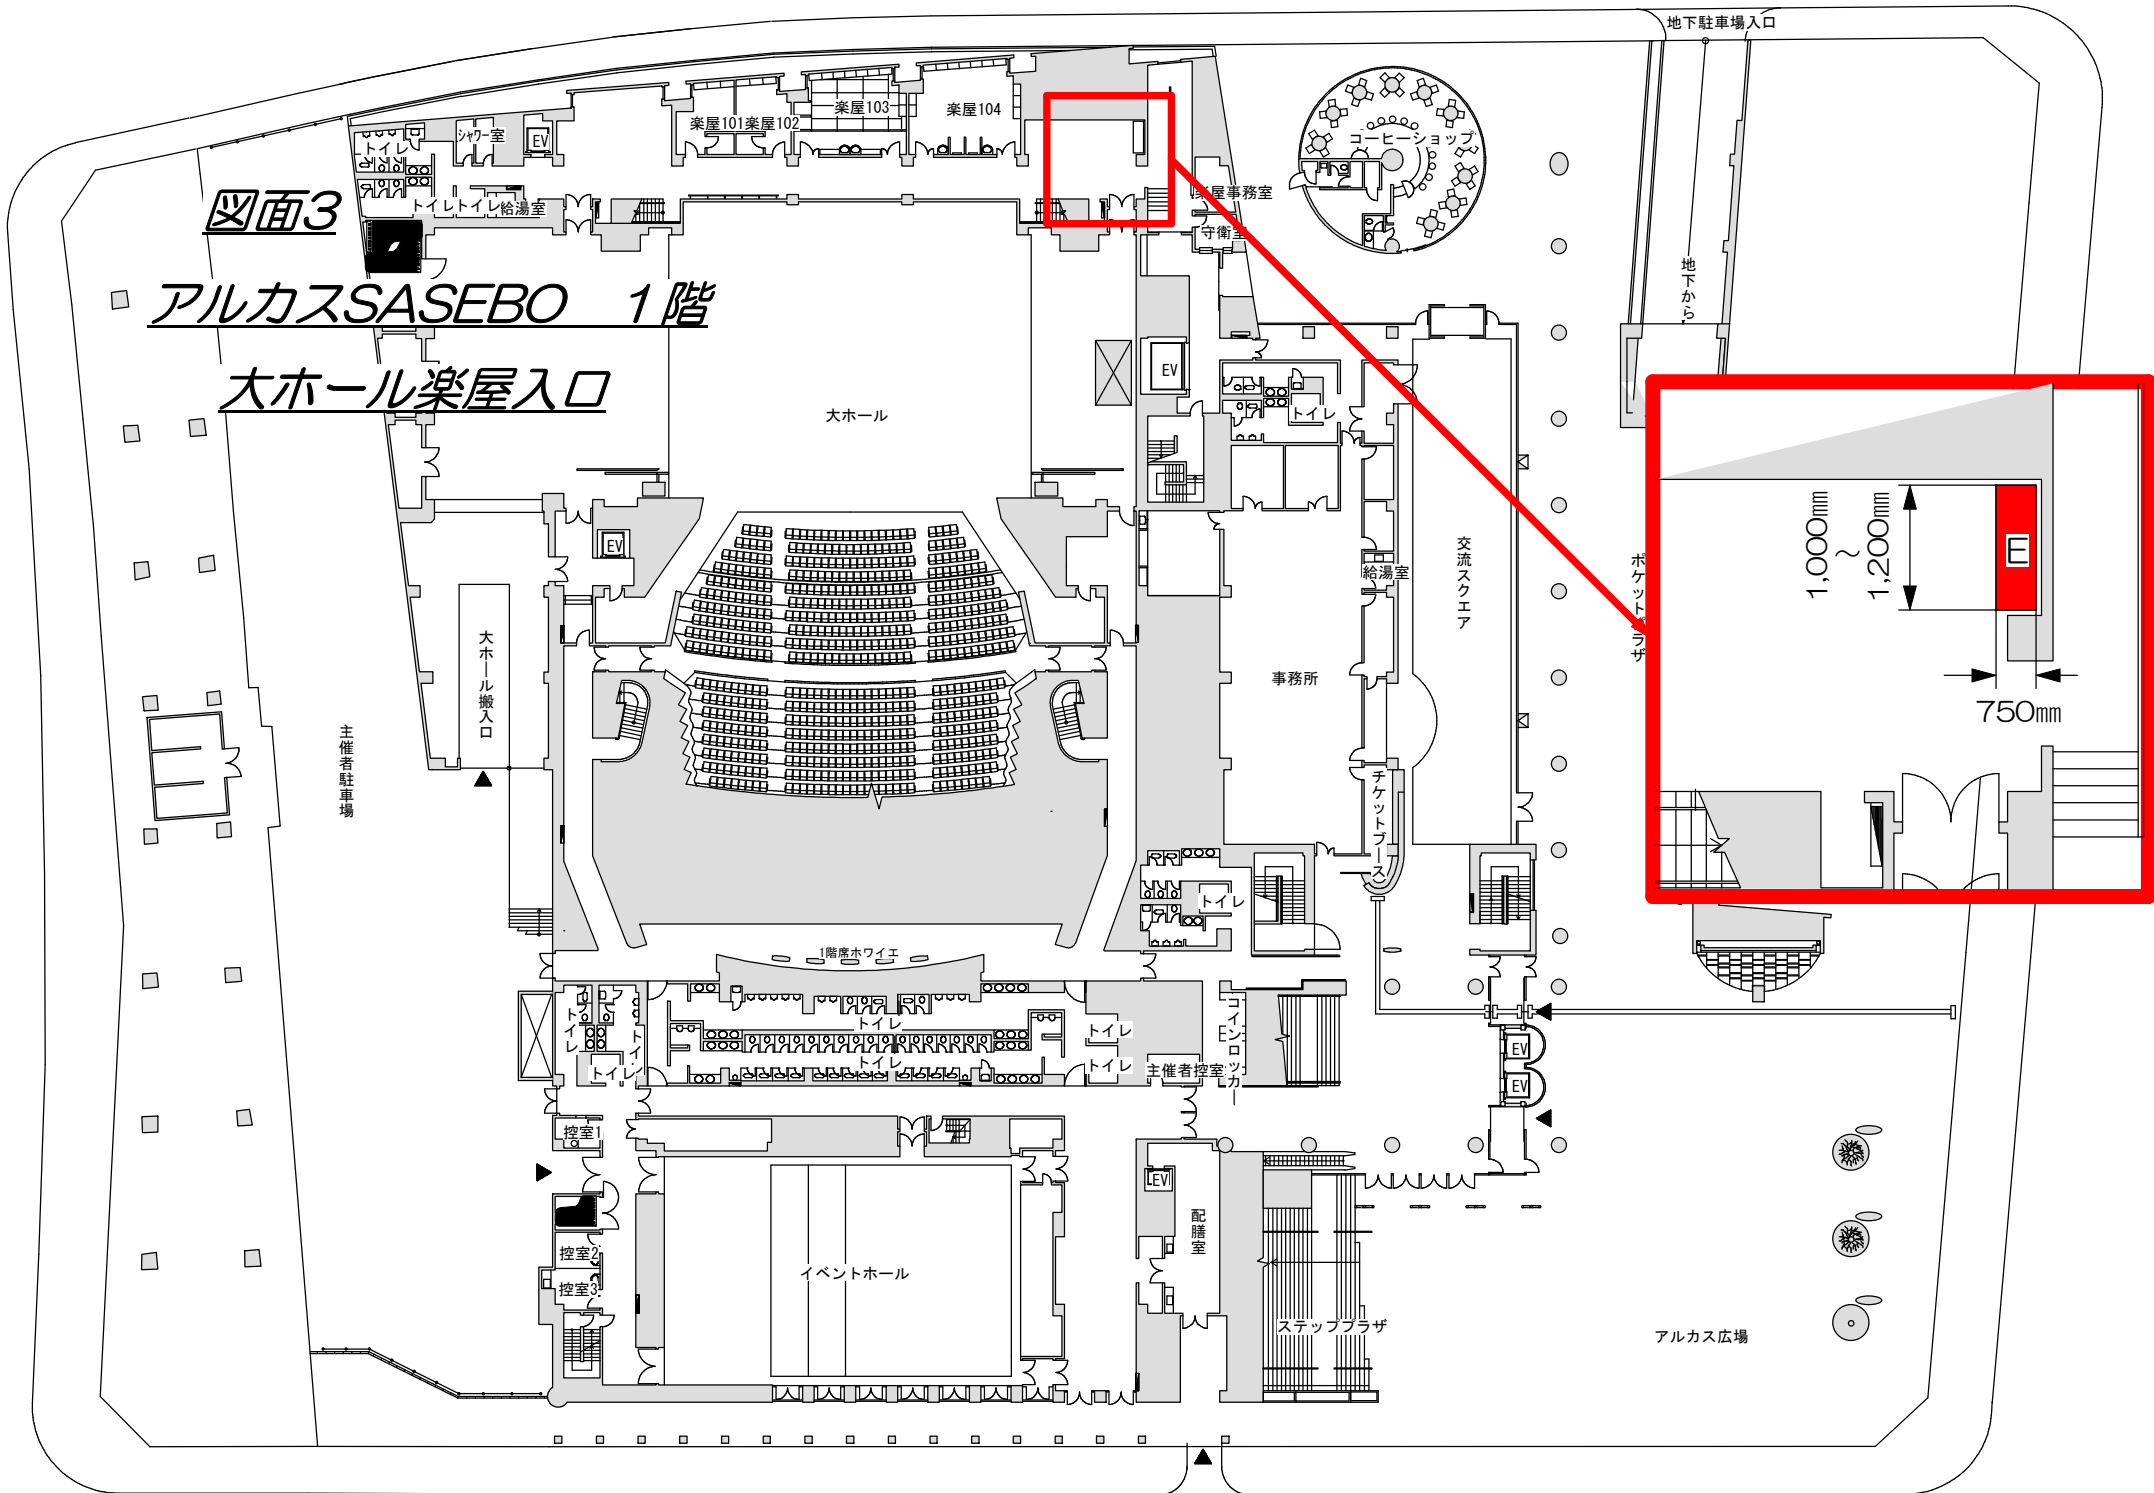 地下駐車場入口
楽屋101
楽屋102
楽屋103
楽屋104
シャワー室
EV
トイレ
コーヒーショップ
図面3
トイレ
トイレ
給湯室
楽屋事務室
守衛室
地下から
アルカスSASEBO 1階
大ホール楽屋入口
EV
大ホール
トイレ
EV
給湯室
交流スクエア
ポケットプラザ
1,000㎜
～
1,200㎜
E
750㎜
大ホール搬入口
主催者駐車場
事務所
チケットブース
トイレ
1階席ホワイエ
トイレ
トイレ
トイレ
トイレ
トイレ
トイレ
トイレ
主催者控室
コインロッカー
EV
EV
控室1
EV
配膳室
控室2
控室3
イベントホール
ステッププラザ
アルカス広場